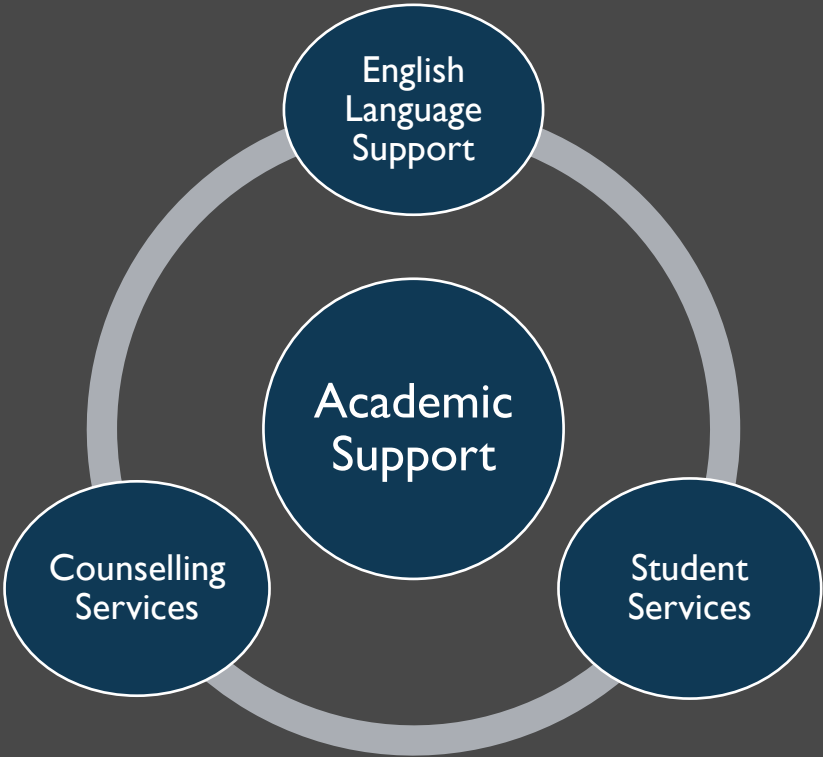 English
Language
Support
Academic
Support
Counselling
Services
Student
Services